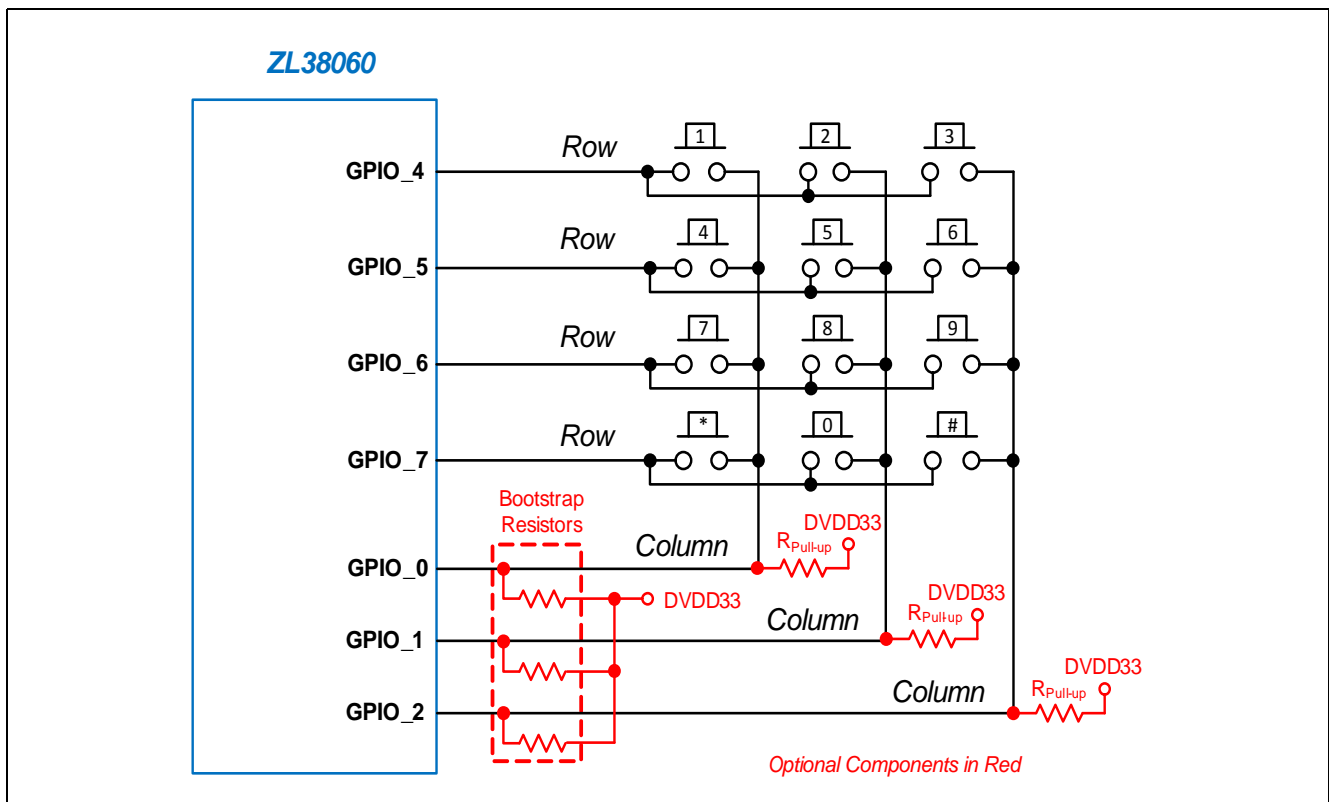 ZL38060
GPIO_4
Row
1
2
3
GPIO_5
Row
4
5
6
GPIO_6
Row
7
8
9
GPIO_7
Row
*
0
#
Bootstrap
Resistors
GPIO_0
Column
RPull-up
DVDD33
DVDD33
GPIO_1
Column
RPull-up
DVDD33
GPIO_2
Column
RPull-up
DVDD33
Optional Components in Red